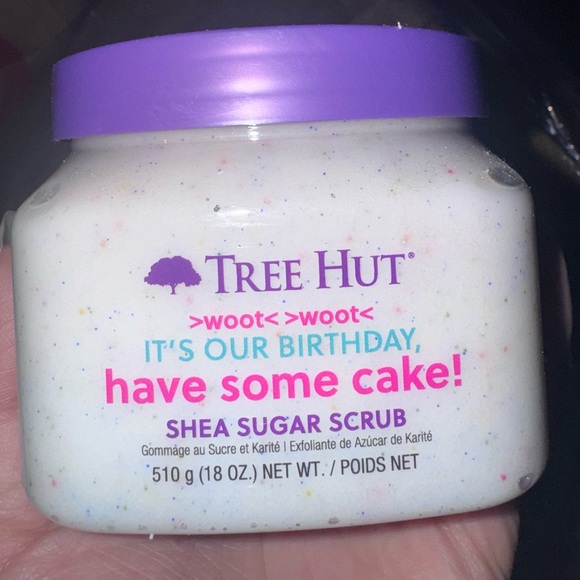 TREE HUT®
>woot< >woot<
IT'S OUR BIRTHDAY,
have some cake!
SHEA SUGAR SCRUB
Gommage au Sucre et Karité | Exfoliante de Azúcar de Karité
510 g (18 OZ.) NET WT. / POIDS NET